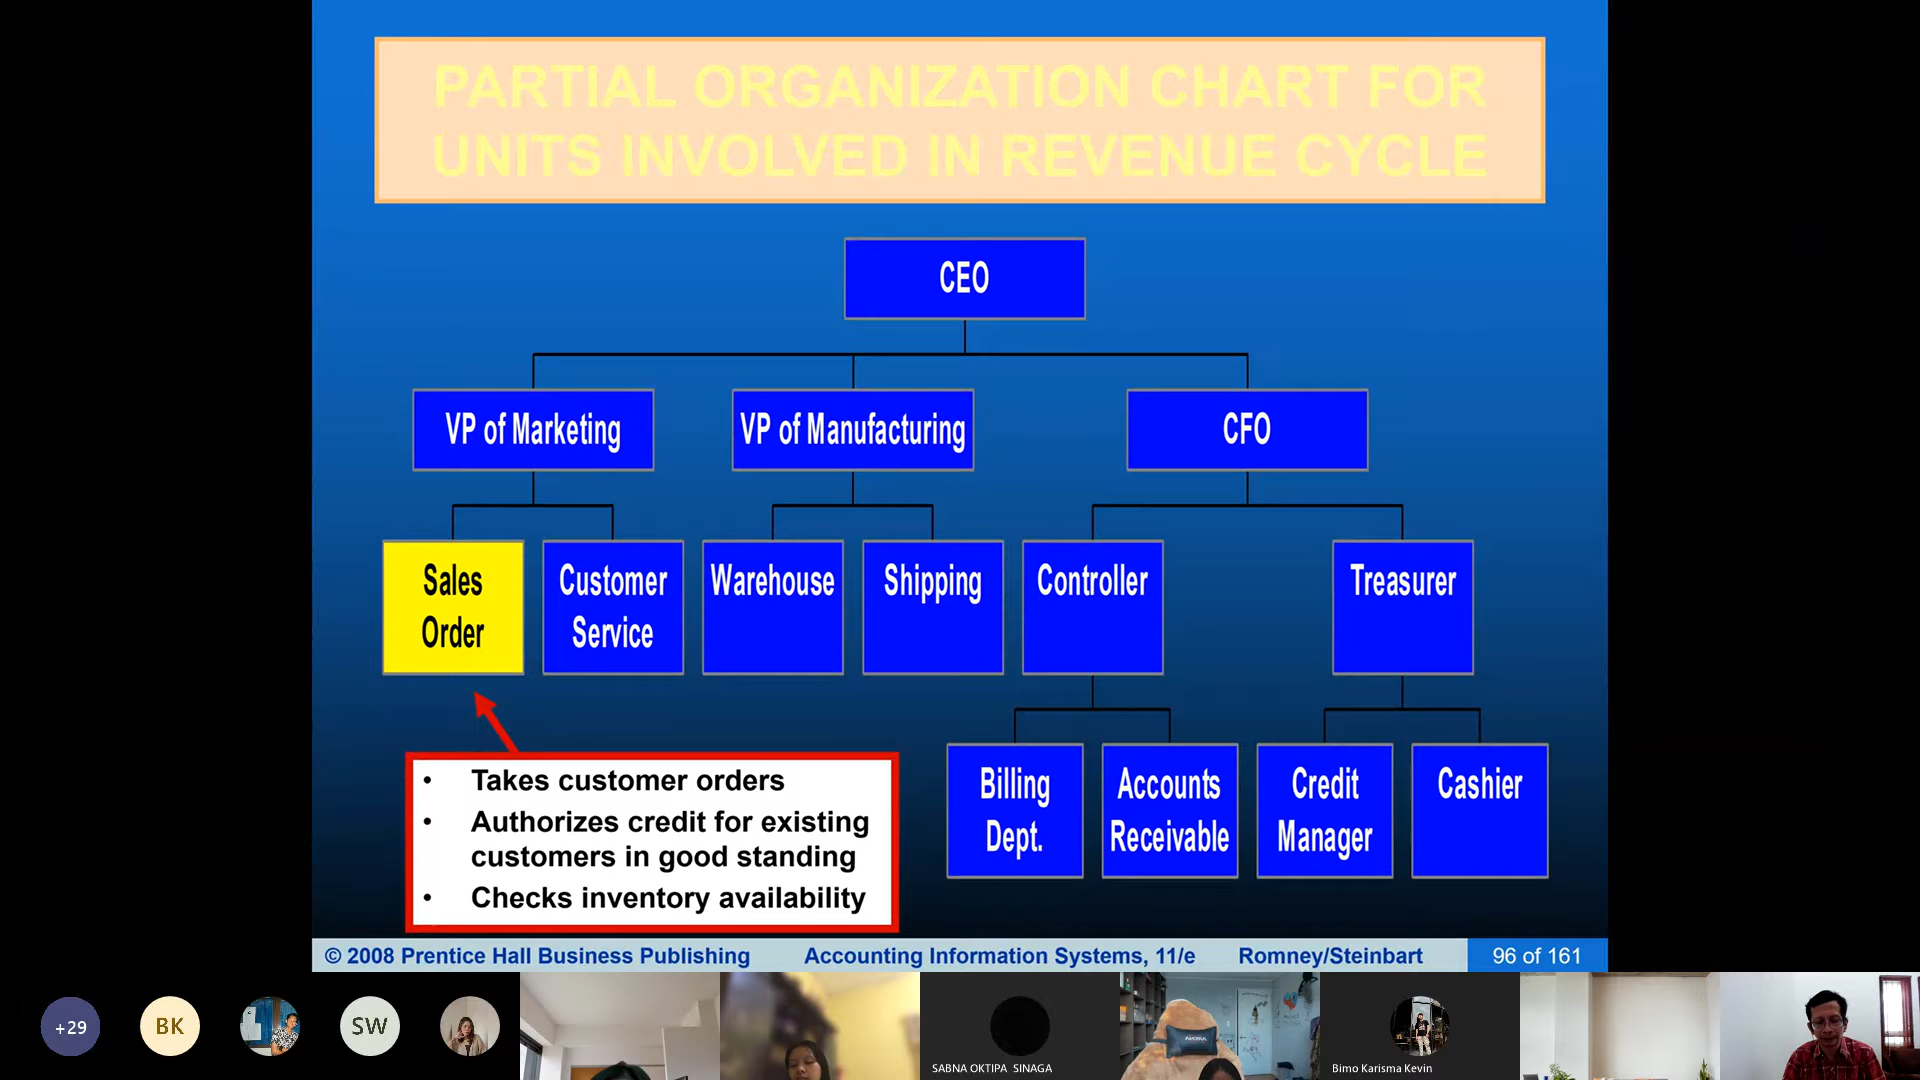 PARTIAL ORGANIZATION CHART FOR
UNITS INVOLVED IN REVENUE CYCLE
CEO
VP of Marketing
VP of Manufacturing
CFO
Sales
Order
Customer
Service
Warehouse
Shipping
Controller
Treasurer
Billing
Dept.
Accounts
Receivable
Credit
Manager
Cashier
• Takes customer orders
• Authorizes credit for existing
customers in good standing
• Checks inventory availability
© 2008 Prentice Hall Business Publishing Accounting Information Systems, 11/e Romney/Steinbart 96 of 161
+29
BK
SW
SABNA OKTIPA SINAGA
Bimo Karisma Kevin